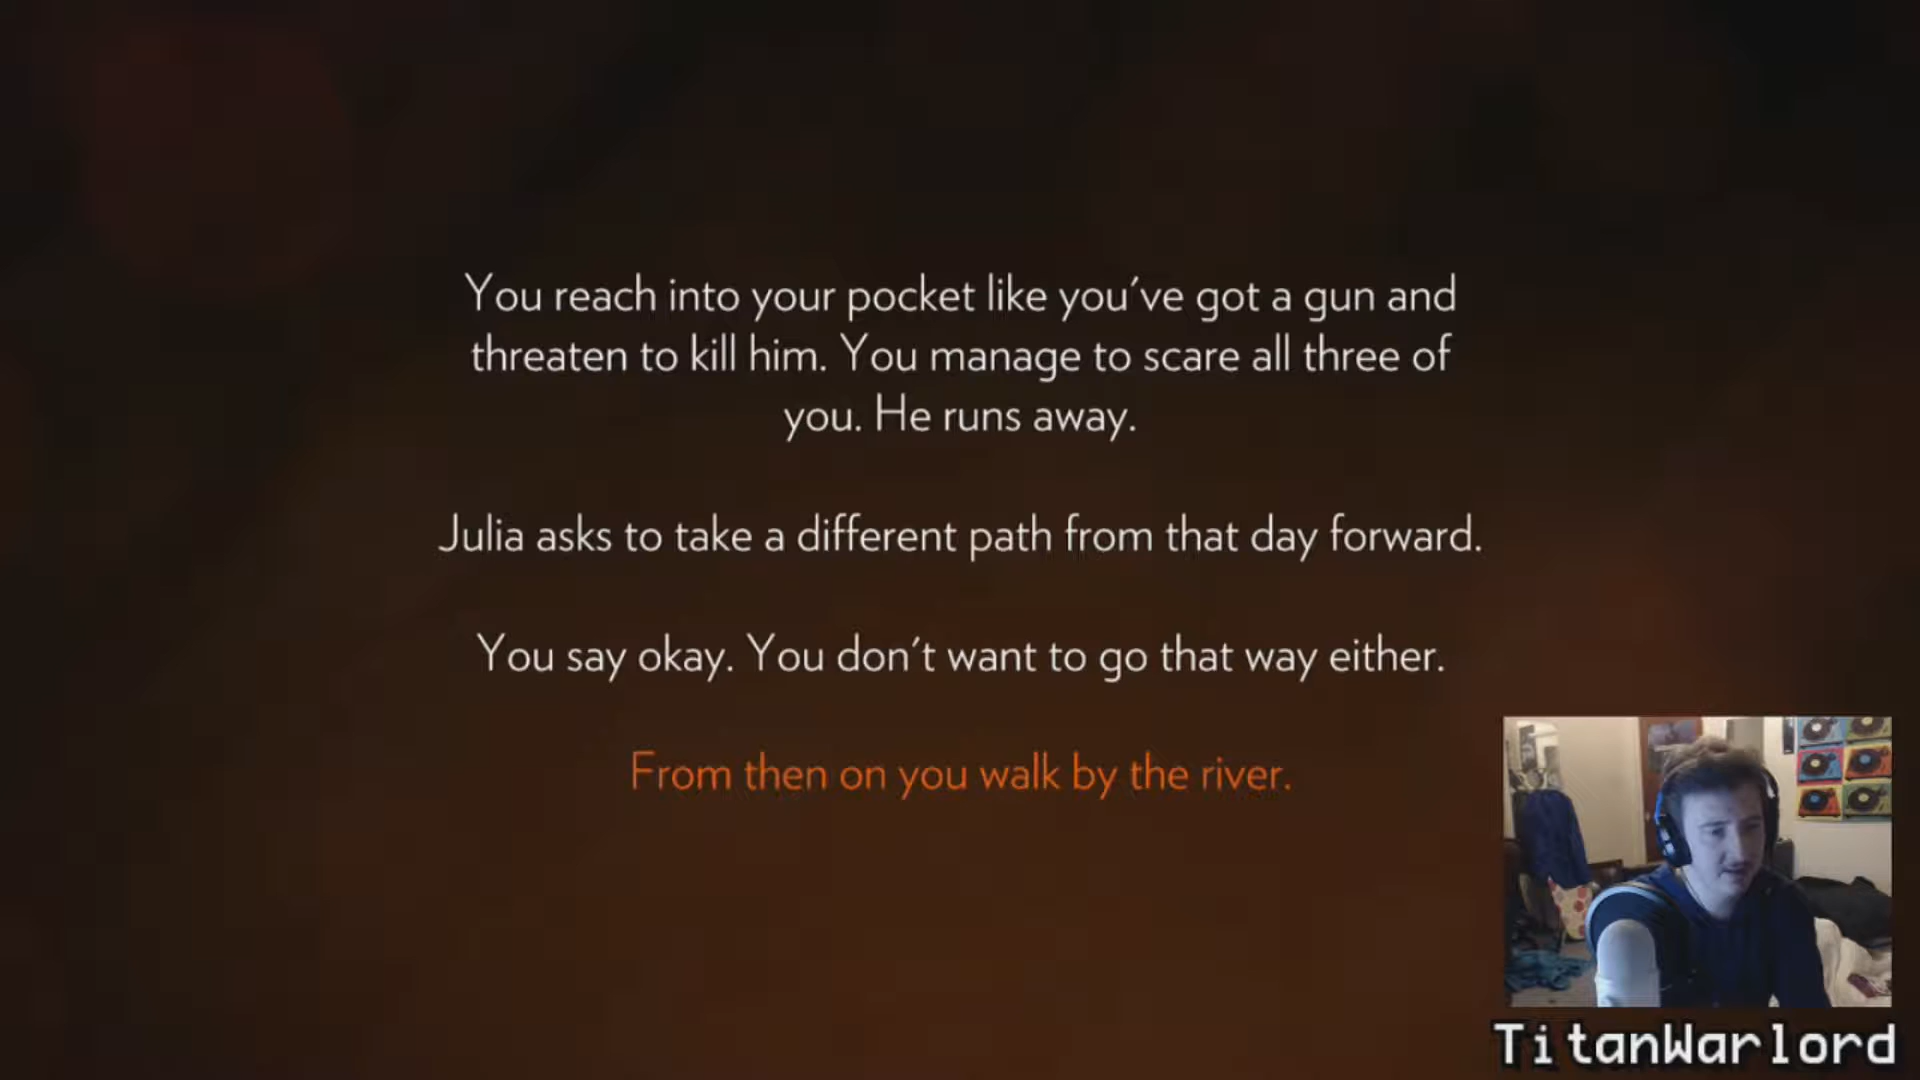 You reach into your pocket like you've got a gun and
threaten to kill him. You manage to scare all three of
you. He runs away.
Julia asks to take a different path from that day forward.
You say okay. You don't want to go that way either.
From then on you walk by the river.
TitanWarlord